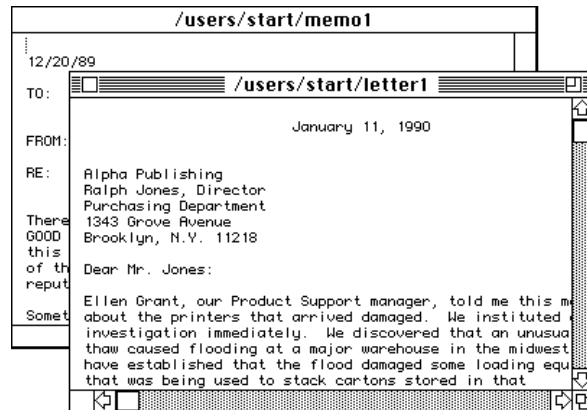 /users/start/memo1
12/20/89
TO:
FROM:
RE:
There
GOOD
this
of th
reput
Somet
/users/start/letter1
January 11, 1990
Alpha Publishing
Ralph Jones, Director
Purchasing Department
1343 Grove Avenue
Brooklyn, N.Y. 11218
Dear Mr. Jones:
Ellen Grant, our Product Support manager, told me this m
about the printers that arrived damaged.  We instituted
investigation immediately.  We discovered that an unusua
thaw caused flooding at a major warehouse in the midwest
have established that the flood damaged some loading equ
that was being used to stack cartons stored in that